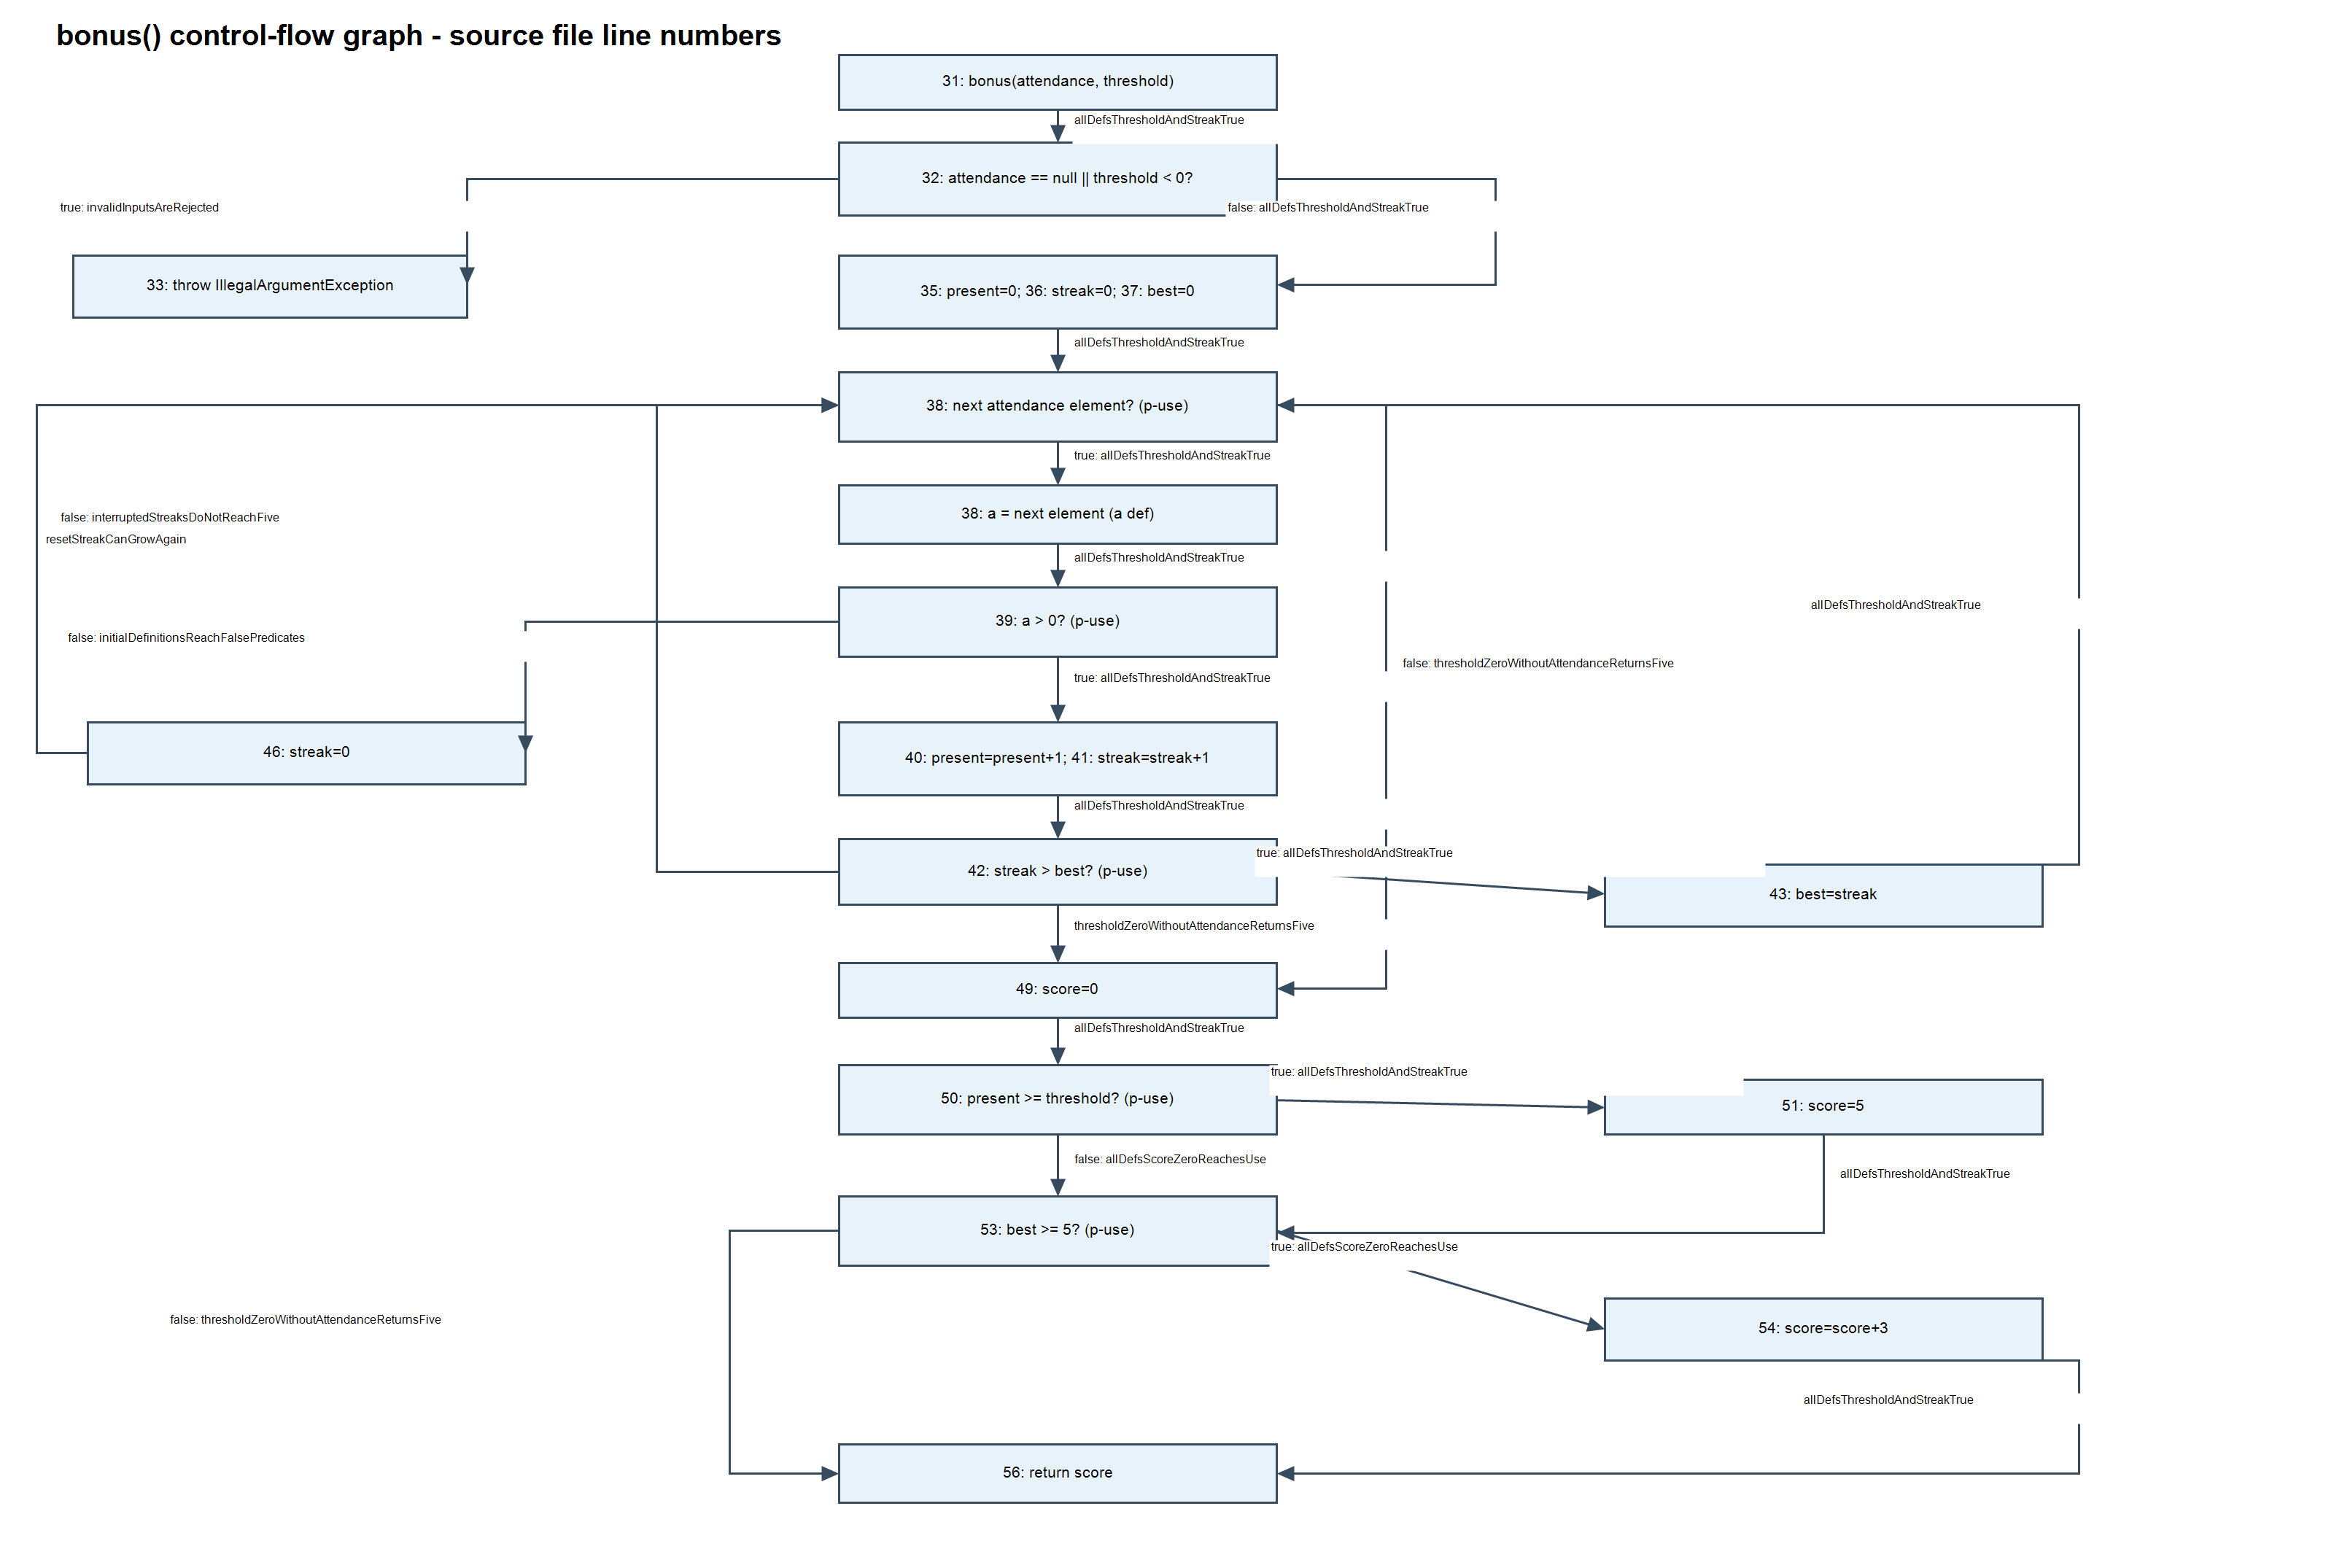 bonus() control-flow graph - source file line numbers
31: bonus(attendance, threshold)
allDefsThresholdAndStreakTrue
32: attendance == null || threshold < 0?
true: invalidInputsAreRejected
false: allDefsThresholdAndStreakTrue
33: throw IllegalArgumentException
35: present=0; 36: streak=0; 37: best=0
allDefsThresholdAndStreakTrue
38: next attendance element? (p-use)
true: allDefsThresholdAndStreakTrue
38: a = next element (a def)
false: interruptedStreaksDoNotReachFive
resetStreakCanGrowAgain
allDefsThresholdAndStreakTrue
allDefsThresholdAndStreakTrue
39: a > 0? (p-use)
false: initialDefinitionsReachFalsePredicates
false: thresholdZeroWithoutAttendanceReturnsFive
true: allDefsThresholdAndStreakTrue
46: streak=0
40: present=present+1; 41: streak=streak+1
allDefsThresholdAndStreakTrue
true: allDefsThresholdAndStreakTrue
42: streak > best? (p-use)
43: best=streak
thresholdZeroWithoutAttendanceReturnsFive
49: score=0
allDefsThresholdAndStreakTrue
true: allDefsThresholdAndStreakTrue
50: present >= threshold? (p-use)
51: score=5
false: allDefsScoreZeroReachesUse
allDefsThresholdAndStreakTrue
53: best >= 5? (p-use)
true: allDefsScoreZeroReachesUse
false: thresholdZeroWithoutAttendanceReturnsFive
54: score=score+3
allDefsThresholdAndStreakTrue
56: return score